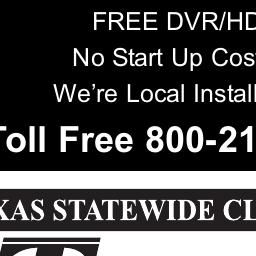 FREE DVR/HD
No Start Up Cos
We're Local Install
Toll Free 800-21
XAS STATEWIDE CL